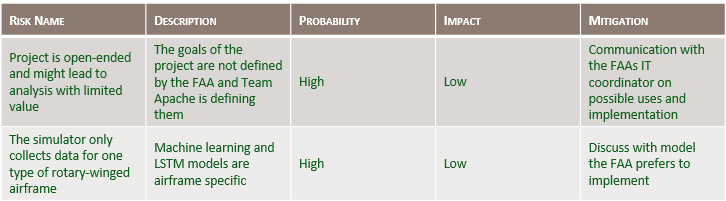 RISK NAME DESCRIPTION PROBABILITY IMPACT MITIGATION
Project is open-ended
and might lead to
analysis with limited
value
The goals of the
project are not defined
by the FAA and Team
Apache is defining
them
High
Low
Communication with
the FAAs IT
coordinator on
possible uses and
implementation
The simulator only
collects data for one
type of rotary-winged
airframe
Machine learning and
LSTM models are
airframe specific
High
Low
Discuss with model
the FAA prefers to
implement